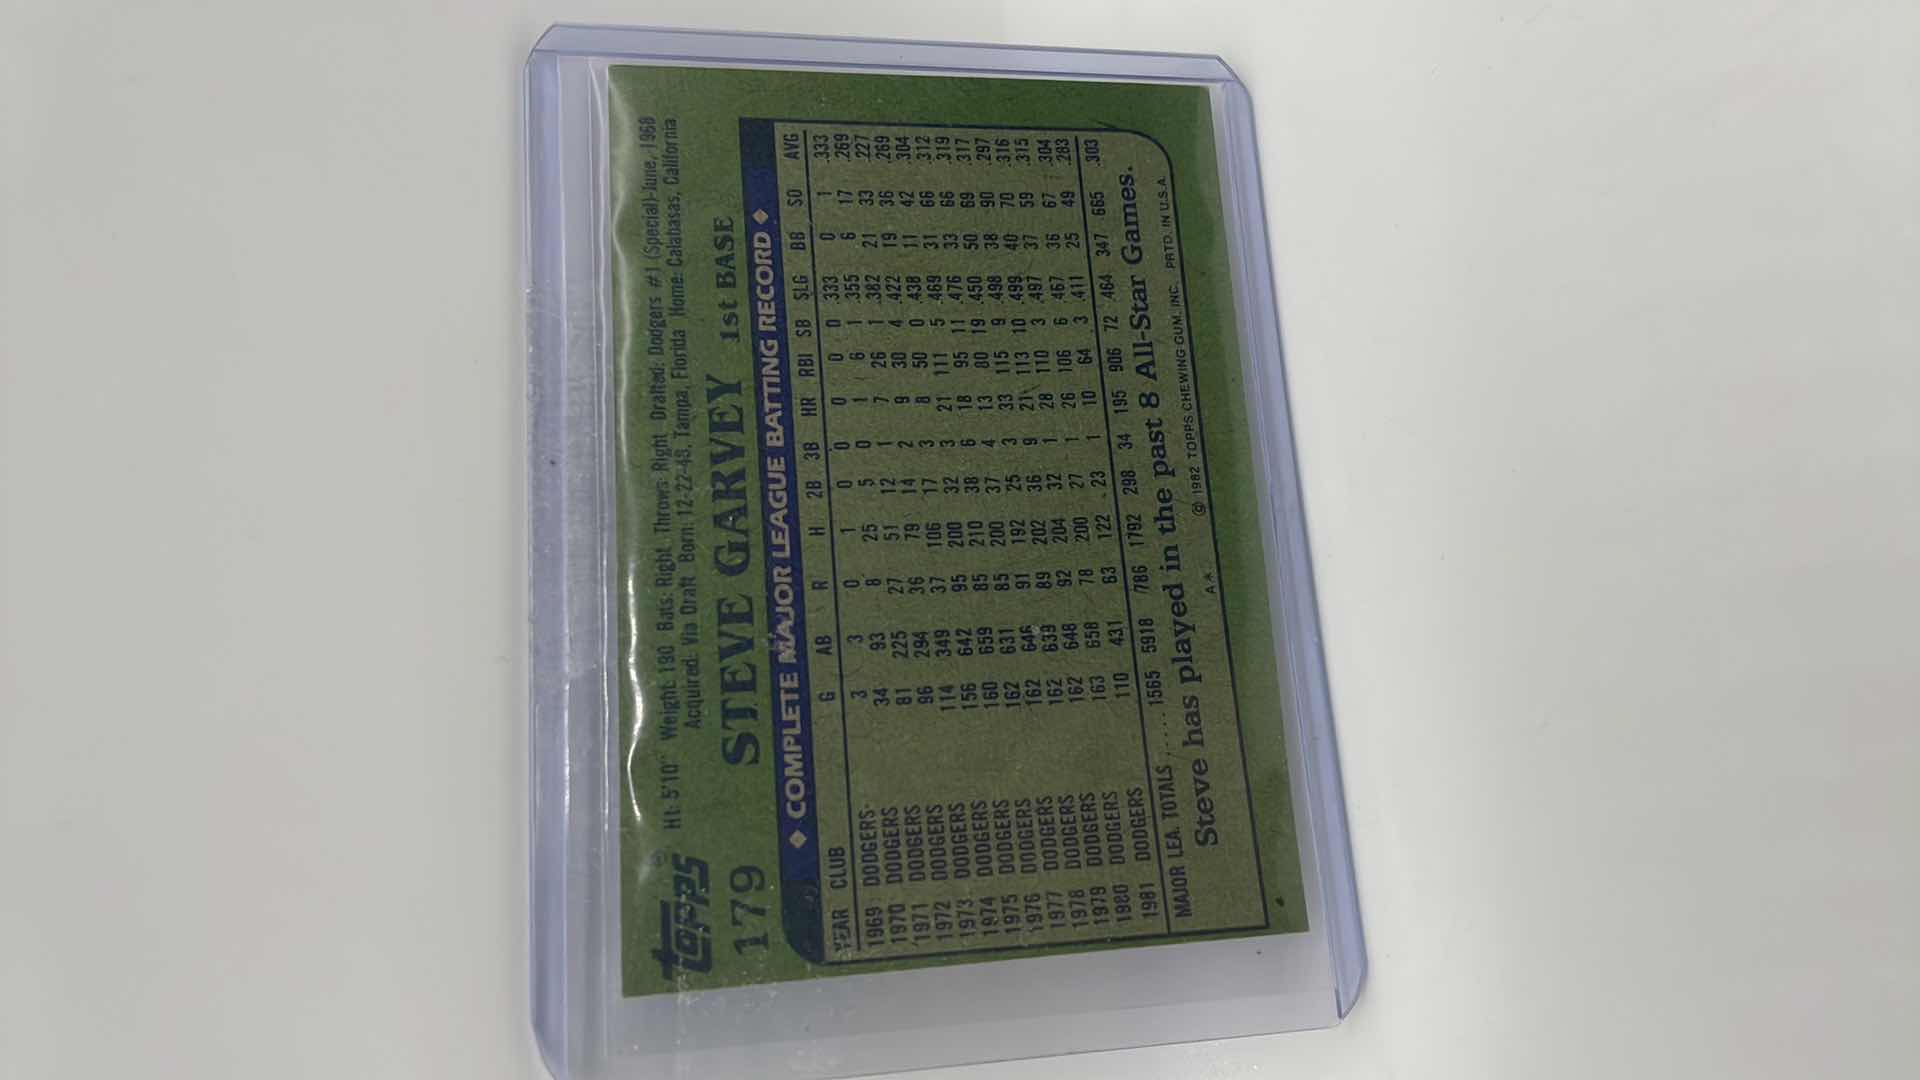 topps®
Ht: 5'10" Weight: 190 Bats: Right Throws: Right Drafted: Dodgers #1 (Special)-June, 1968
Acquired: Via Draft Born: 12-22-48, Tampa, Florida Home: Calabasas, California
179 STEVE GARVEY 1st BASE
◆ COMPLETE MAJOR LEAGUE BATTING RECORD ◆
YEAR CLUB G AB R H 2B 3B HR RBI SB SLG BB SO AVG
1969 DODGERS 3 3 0 1 0 0 0 0 0 .333 0 1 .333
1970 DODGERS 34 93 8 25 5 0 1 6 1 .355 6 17 .269
1971 DODGERS 81 225 27 51 12 1 7 26 1 .382 21 33 .227
1972 DODGERS 96 294 36 79 14 2 9 30 4 .422 19 36 .269
1973 DODGERS 114 349 37 106 17 3 8 50 0 .438 11 42 .304
1974 DODGERS 156 642 95 200 32 3 21 111 5 .469 31 66 .312
1975 DODGERS 160 659 85 210 38 6 18 95 11 .476 33 66 .319
1976 DODGERS 162 631 85 200 37 4 13 80 19 .450 50 69 .317
1977 DODGERS 162 646 91 192 25 3 33 115 9 .498 38 90 .297
1978 DODGERS 162 639 89 202 36 9 21 113 10 .499 40 70 .316
1979 DODGERS 162 648 92 204 32 1 28 110 3 .497 37 59 .315
1980 DODGERS 163 658 78 200 27 1 26 106 6 .467 36 67 .304
1981 DODGERS 110 431 63 122 23 1 10 64 3 .411 25 49 .283
MAJOR LEA. TOTALS ..... 1565 5918 786 1792 298 34 195 906 72 .464 347 665 .303
Steve has played in the past 8 All-Star Games.
A* © 1982 TOPPS CHEWING GUM, INC. PRTD. IN U.S.A.